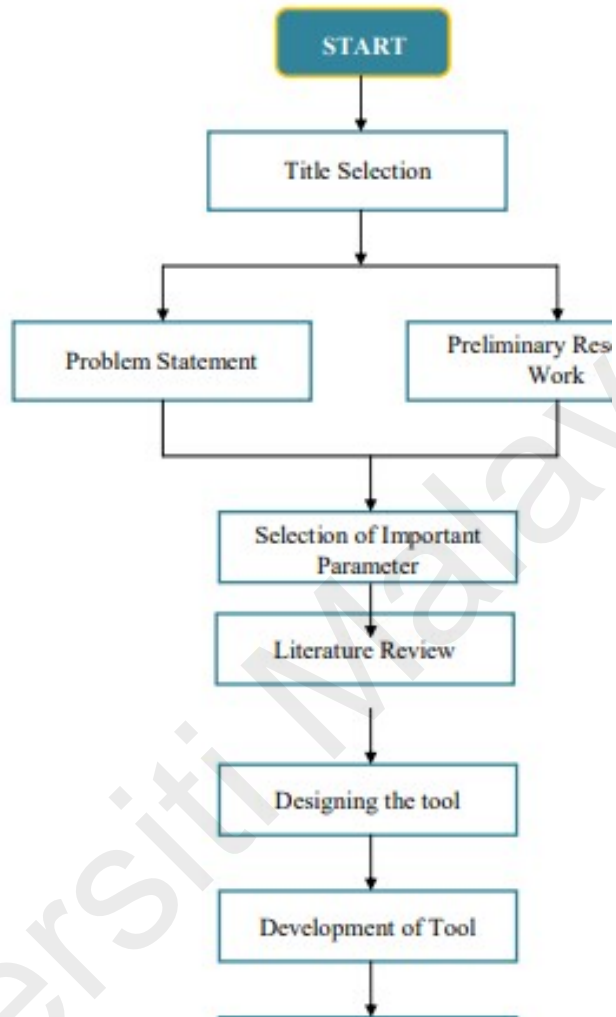 START
Title Selection
Problem Statement
Preliminary
Work
Selection of Important
Parameter
Literature Review
Designing the tool
Development of Tool